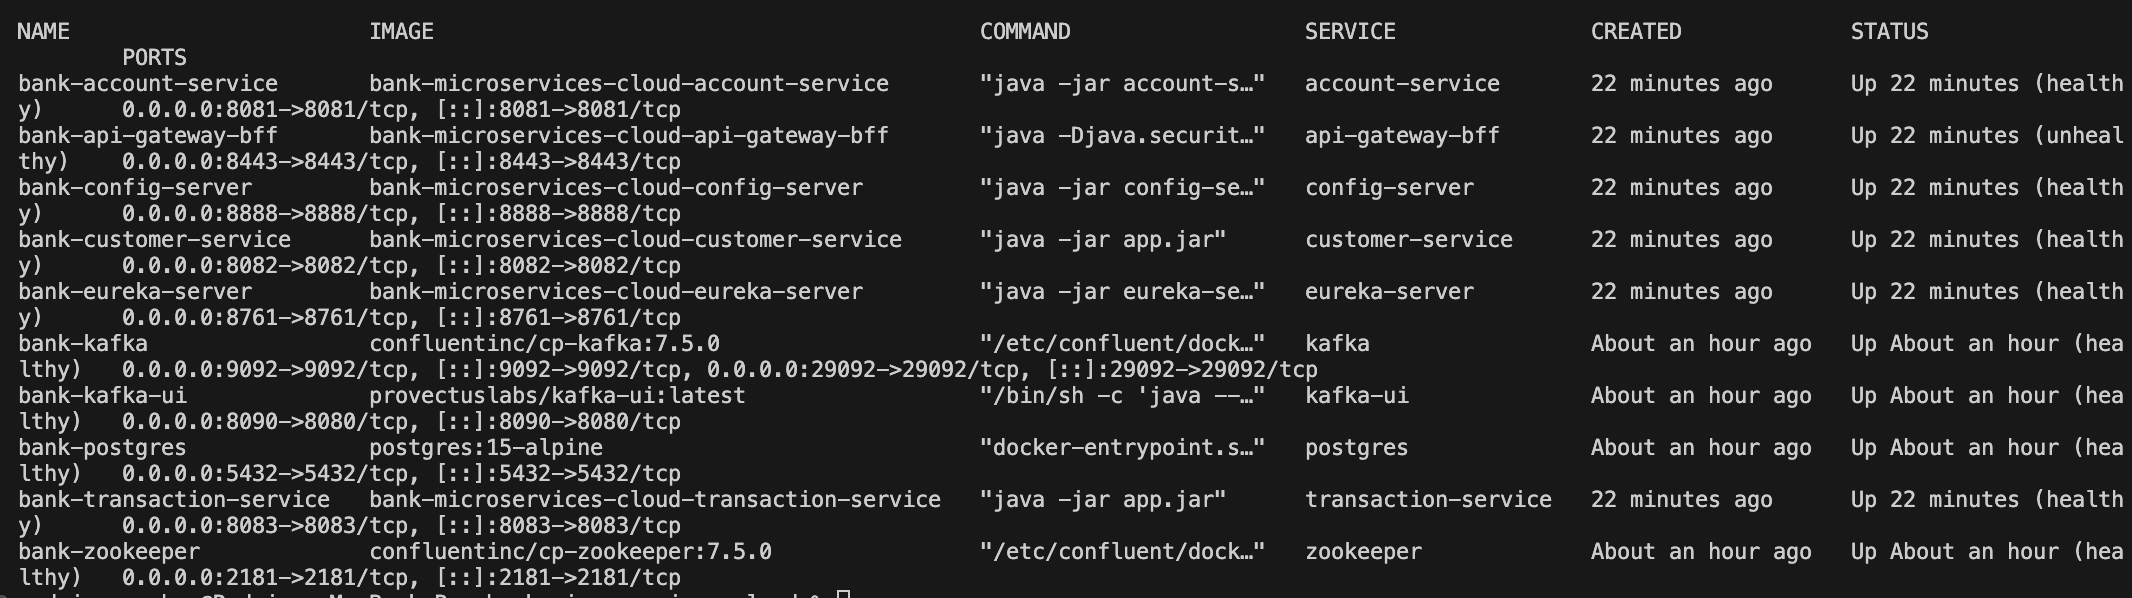 NAME                       IMAGE                                          COMMAND                  SERVICE               CREATED             STATUS
        PORTS
bank-account-service       bank-microservices-cloud-account-service       "java -jar account-s…"   account-service       22 minutes ago      Up 22 minutes (health
y)      0.0.0.0:8081->8081/tcp, [::]:8081->8081/tcp
bank-api-gateway-bff       bank-microservices-cloud-api-gateway-bff       "java -Djava.securit…"   api-gateway-bff       22 minutes ago      Up 22 minutes (unheal
thy)    0.0.0.0:8443->8443/tcp, [::]:8443->8443/tcp
bank-config-server         bank-microservices-cloud-config-server         "java -jar config-se…"   config-server         22 minutes ago      Up 22 minutes (health
y)      0.0.0.0:8888->8888/tcp, [::]:8888->8888/tcp
bank-customer-service      bank-microservices-cloud-customer-service      "java -jar app.jar"      customer-service      22 minutes ago      Up 22 minutes (health
y)      0.0.0.0:8082->8082/tcp, [::]:8082->8082/tcp
bank-eureka-server         bank-microservices-cloud-eureka-server         "java -jar eureka-se…"   eureka-server         22 minutes ago      Up 22 minutes (health
y)      0.0.0.0:8761->8761/tcp, [::]:8761->8761/tcp
bank-kafka                 confluentinc/cp-kafka:7.5.0                    "/etc/confluent/dock…"   kafka                 About an hour ago   Up About an hour (hea
lthy)   0.0.0.0:9092->9092/tcp, [::]:9092->9092/tcp, 0.0.0.0:29092->29092/tcp, [::]:29092->29092/tcp
bank-kafka-ui              provectuslabs/kafka-ui:latest                  "/bin/sh -c 'java --…"   kafka-ui              About an hour ago   Up About an hour (hea
lthy)   0.0.0.0:8090->8080/tcp, [::]:8090->8080/tcp
bank-postgres              postgres:15-alpine                             "docker-entrypoint.s…"   postgres              About an hour ago   Up About an hour (hea
lthy)   0.0.0.0:5432->5432/tcp, [::]:5432->5432/tcp
bank-transaction-service   bank-microservices-cloud-transaction-service   "java -jar app.jar"      transaction-service   22 minutes ago      Up 22 minutes (health
y)      0.0.0.0:8083->8083/tcp, [::]:8083->8083/tcp
bank-zookeeper             confluentinc/cp-zookeeper:7.5.0                "/etc/confluent/dock…"   zookeeper             About an hour ago   Up About an hour (hea
lthy)   0.0.0.0:2181->2181/tcp, [::]:2181->2181/tcp